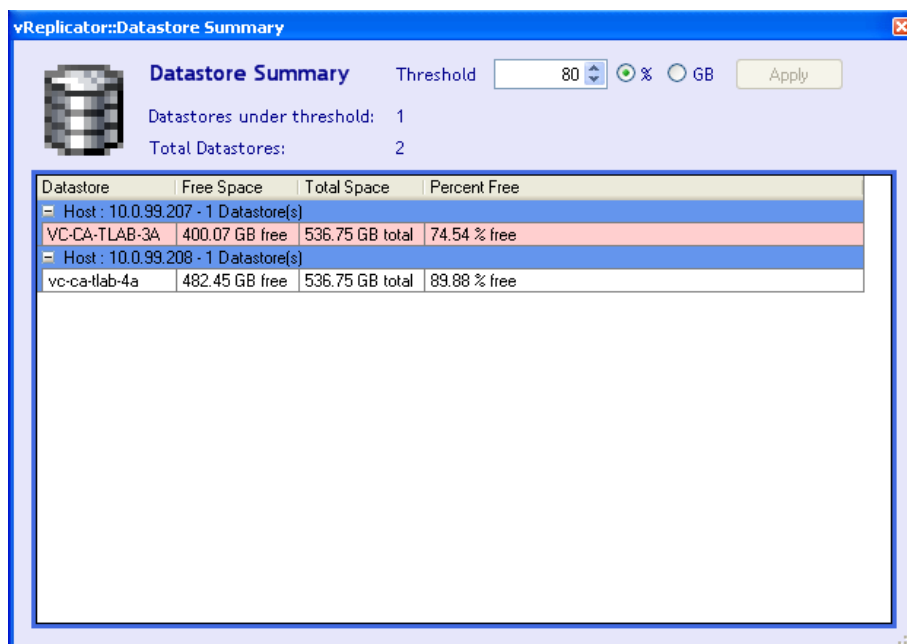 vReplicator::Datastore Summary
Datastore Summary Threshold 80 % GB Apply
Datastores under threshold: 1
Total Datastores: 2
Datastore Free Space Total Space Percent Free
Host : 10.0.99.207 - 1 Datastore(s)
VC-CA-TLAB-3A 400.07 GB free 536.75 GB total 74.54 % free
Host : 10.0.99.208 - 1 Datastore(s)
vc-ca-tlab-4a 482.45 GB free 536.75 GB total 89.88 % free